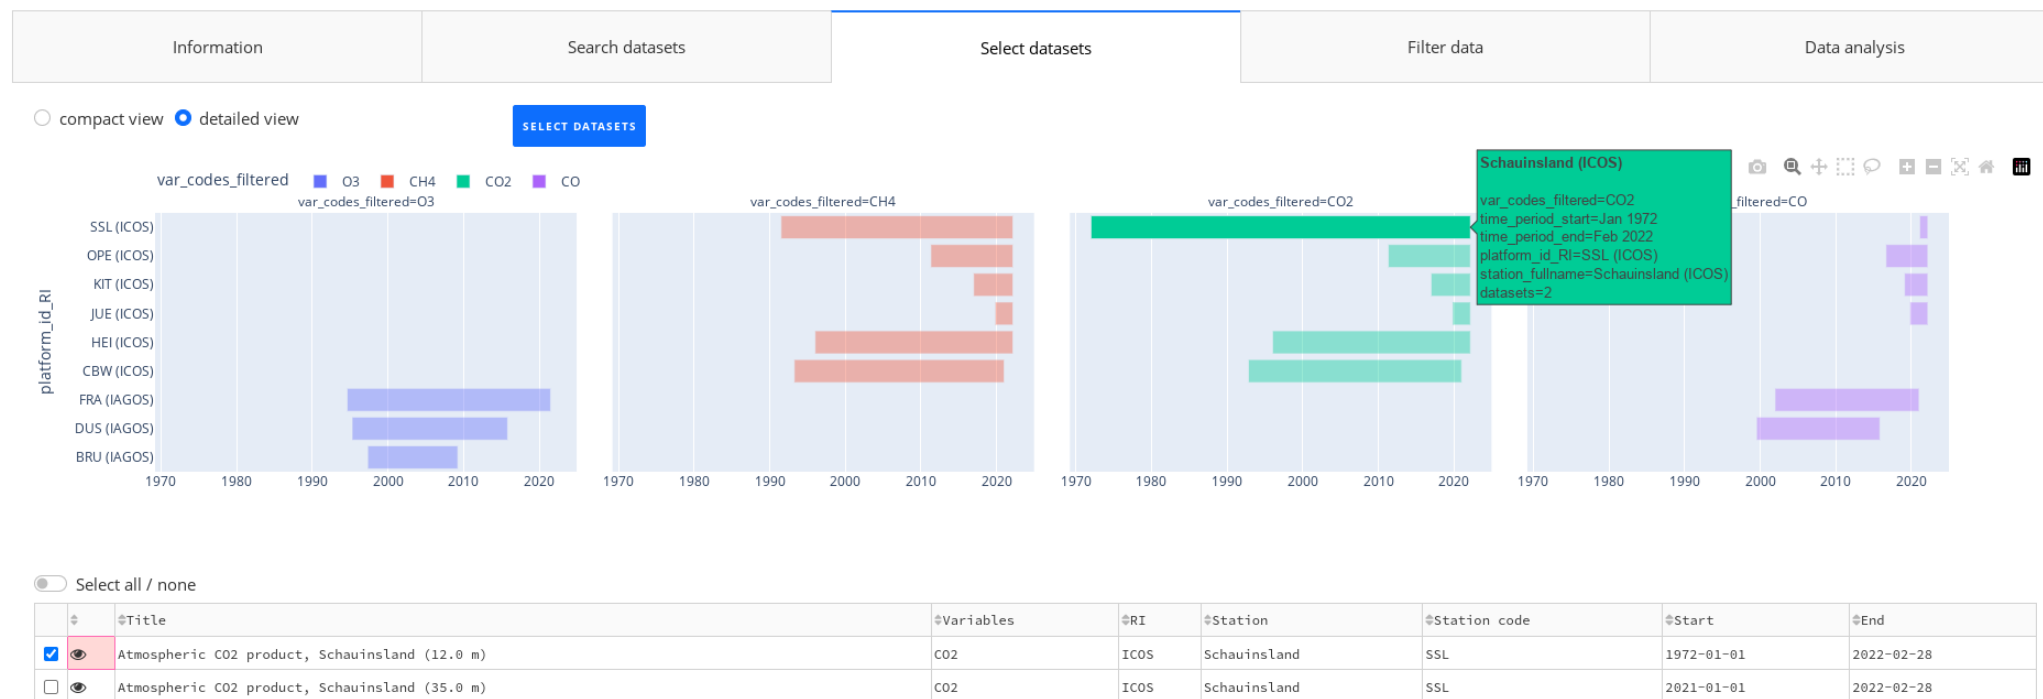 Information Search datasets Select datasets Filter data Data analysis
compact view detailed view SELECT DATASETS
var_codes_filtered O3 CH4 CO2 CO
var_codes_filtered=O3 var_codes_filtered=CH4 var_codes_filtered=CO2 _filtered=CO
Schauinsland (ICOS)
var_codes_filtered=CO2
time_period_start=Jan 1972
time_period_end=Feb 2022
platform_id_RI=SSL (ICOS)
station_fullname=Schauinsland (ICOS)
datasets=2
platform_id_RI
SSL (ICOS)
OPE (ICOS)
KIT (ICOS)
JUE (ICOS)
HEI (ICOS)
CBW (ICOS)
FRA (IAGOS)
DUS (IAGOS)
BRU (IAGOS)
1970 1980 1990 2000 2010 2020 1970 1980 1990 2000 2010 2020 1970 1980 1990 2000 2010 2020 1970 1980 1990 2000 2010 2020
Select all / none
Title Variables RI Station Station code Start End
Atmospheric CO2 product, Schauinsland (12.0 m) CO2 ICOS Schauinsland SSL 1972-01-01 2022-02-28
Atmospheric CO2 product, Schauinsland (35.0 m) CO2 ICOS Schauinsland SSL 2021-01-01 2022-02-28